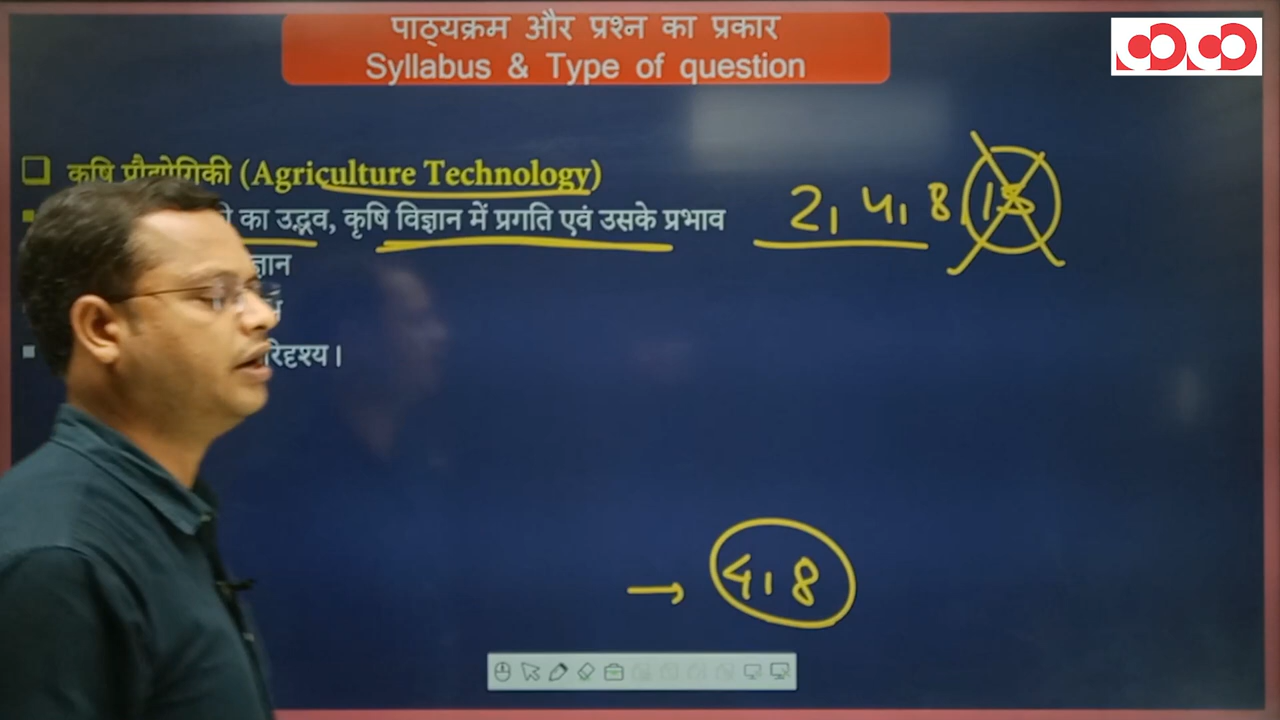 पाठ्यक्रम और प्रश्न का प्रकार
Syllabus & Type of question
कृषि प्रौद्योगिकी (Agriculture Technology)
का उद्भव, कृषि विज्ञान में प्रगति एवं उसके प्रभाव
2, 4, 8, 15
→ 4, 8